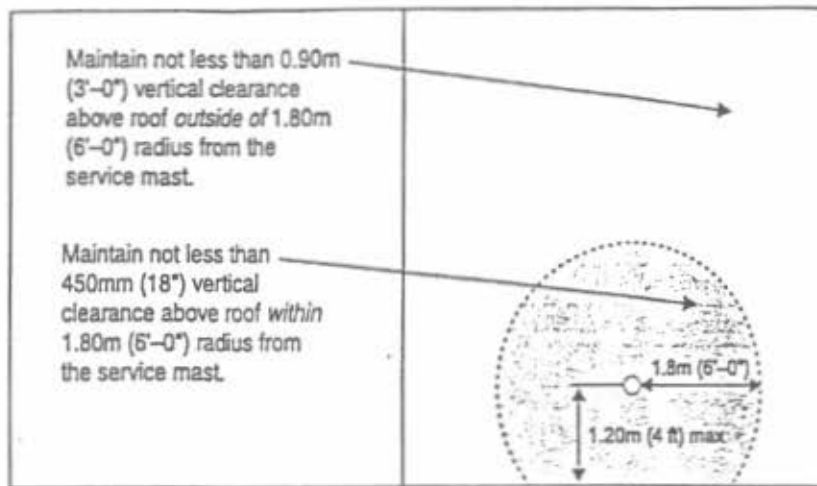 Maintain not less than 0.90m
(3'–0") vertical clearance
above roof outside of 1.80m
(6'–0") radius from the
service mast.
Maintain not less than
450mm (18") vertical
clearance above roof within
1.80m (6'–0") radius from
the service mast.
1.8m (6'–0")
1.20m (4 ft) max